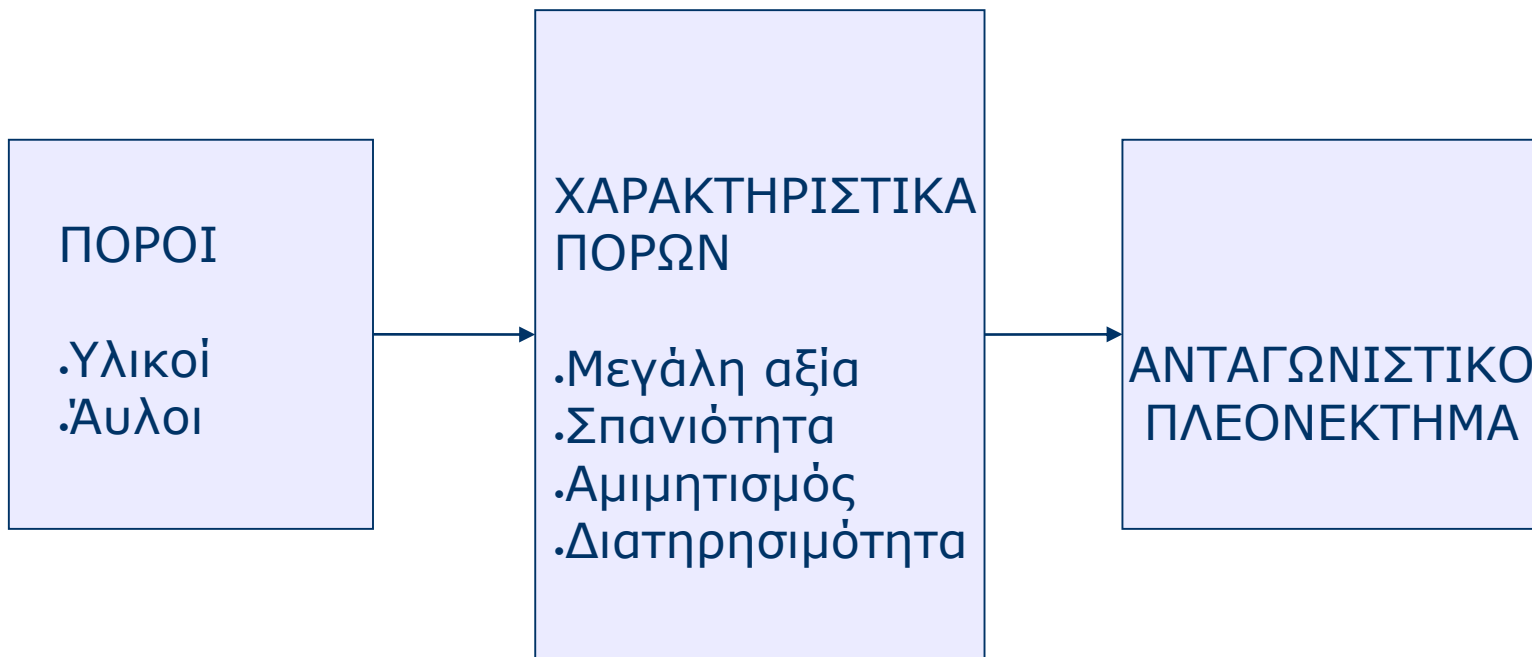 ΠΟΡΟΙ
.Υλικοί
.Άυλοι
ΧΑΡΑΚΤΗΡΙΣΤΙΚΑ
ΠΟΡΩΝ
.Μεγάλη αξία
.Σπανιότητα
.Αμιμητισμός
.Διατηρησιμότητα
ΑΝΤΑΓΩΝΙΣΤΙΚΟ
ΠΛΕΟΝΕΚΤΗΜΑ